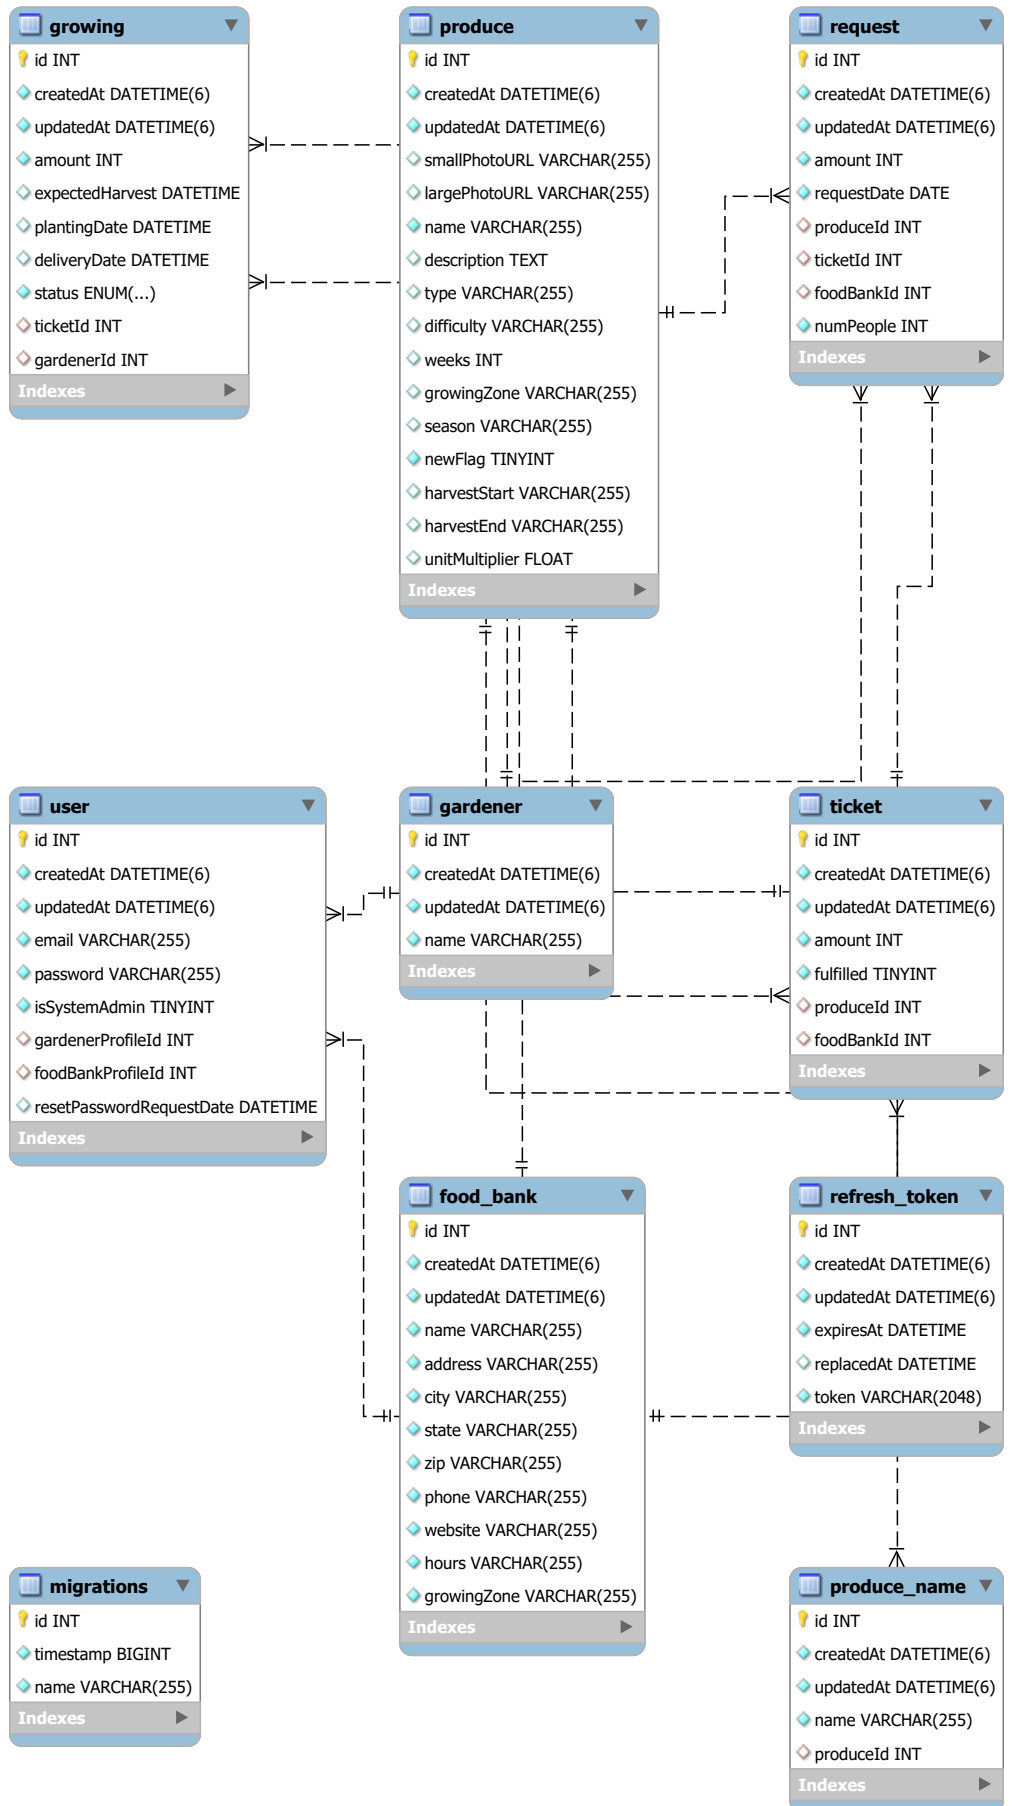 growing
id INT
createdAt DATETIME(6)
updatedAt DATETIME(6)
amount INT
expectedHarvest DATETIME
plantingDate DATETIME
deliveryDate DATETIME
status ENUM(...)
ticketId INT
gardenerId INT
Indexes
produce
id INT
createdAt DATETIME(6)
updatedAt DATETIME(6)
smallPhotoURL VARCHAR(255)
largePhotoURL VARCHAR(255)
name VARCHAR(255)
description TEXT
type VARCHAR(255)
difficulty VARCHAR(255)
weeks INT
growingZone VARCHAR(255)
season VARCHAR(255)
newFlag TINYINT
harvestStart VARCHAR(255)
harvestEnd VARCHAR(255)
unitMultiplier FLOAT
Indexes
request
id INT
createdAt DATETIME(6)
updatedAt DATETIME(6)
amount INT
requestDate DATE
produceId INT
ticketId INT
foodBankId INT
numPeople INT
Indexes
user
id INT
createdAt DATETIME(6)
updatedAt DATETIME(6)
email VARCHAR(255)
password VARCHAR(255)
isSystemAdmin TINYINT
gardenerProfileId INT
foodBankProfileId INT
resetPasswordRequestDate DATETIME
Indexes
gardener
id INT
createdAt DATETIME(6)
updatedAt DATETIME(6)
name VARCHAR(255)
Indexes
ticket
id INT
createdAt DATETIME(6)
updatedAt DATETIME(6)
amount INT
fulfilled TINYINT
produceId INT
foodBankId INT
Indexes
food_bank
id INT
createdAt DATETIME(6)
updatedAt DATETIME(6)
name VARCHAR(255)
address VARCHAR(255)
city VARCHAR(255)
state VARCHAR(255)
zip VARCHAR(255)
phone VARCHAR(255)
website VARCHAR(255)
hours VARCHAR(255)
growingZone VARCHAR(255)
Indexes
refresh_token
id INT
createdAt DATETIME(6)
updatedAt DATETIME(6)
expiresAt DATETIME
replacedAt DATETIME
token VARCHAR(2048)
Indexes
migrations
id INT
timestamp BIGINT
name VARCHAR(255)
Indexes
produce_name
id INT
createdAt DATETIME(6)
updatedAt DATETIME(6)
name VARCHAR(255)
produceId INT
Indexes